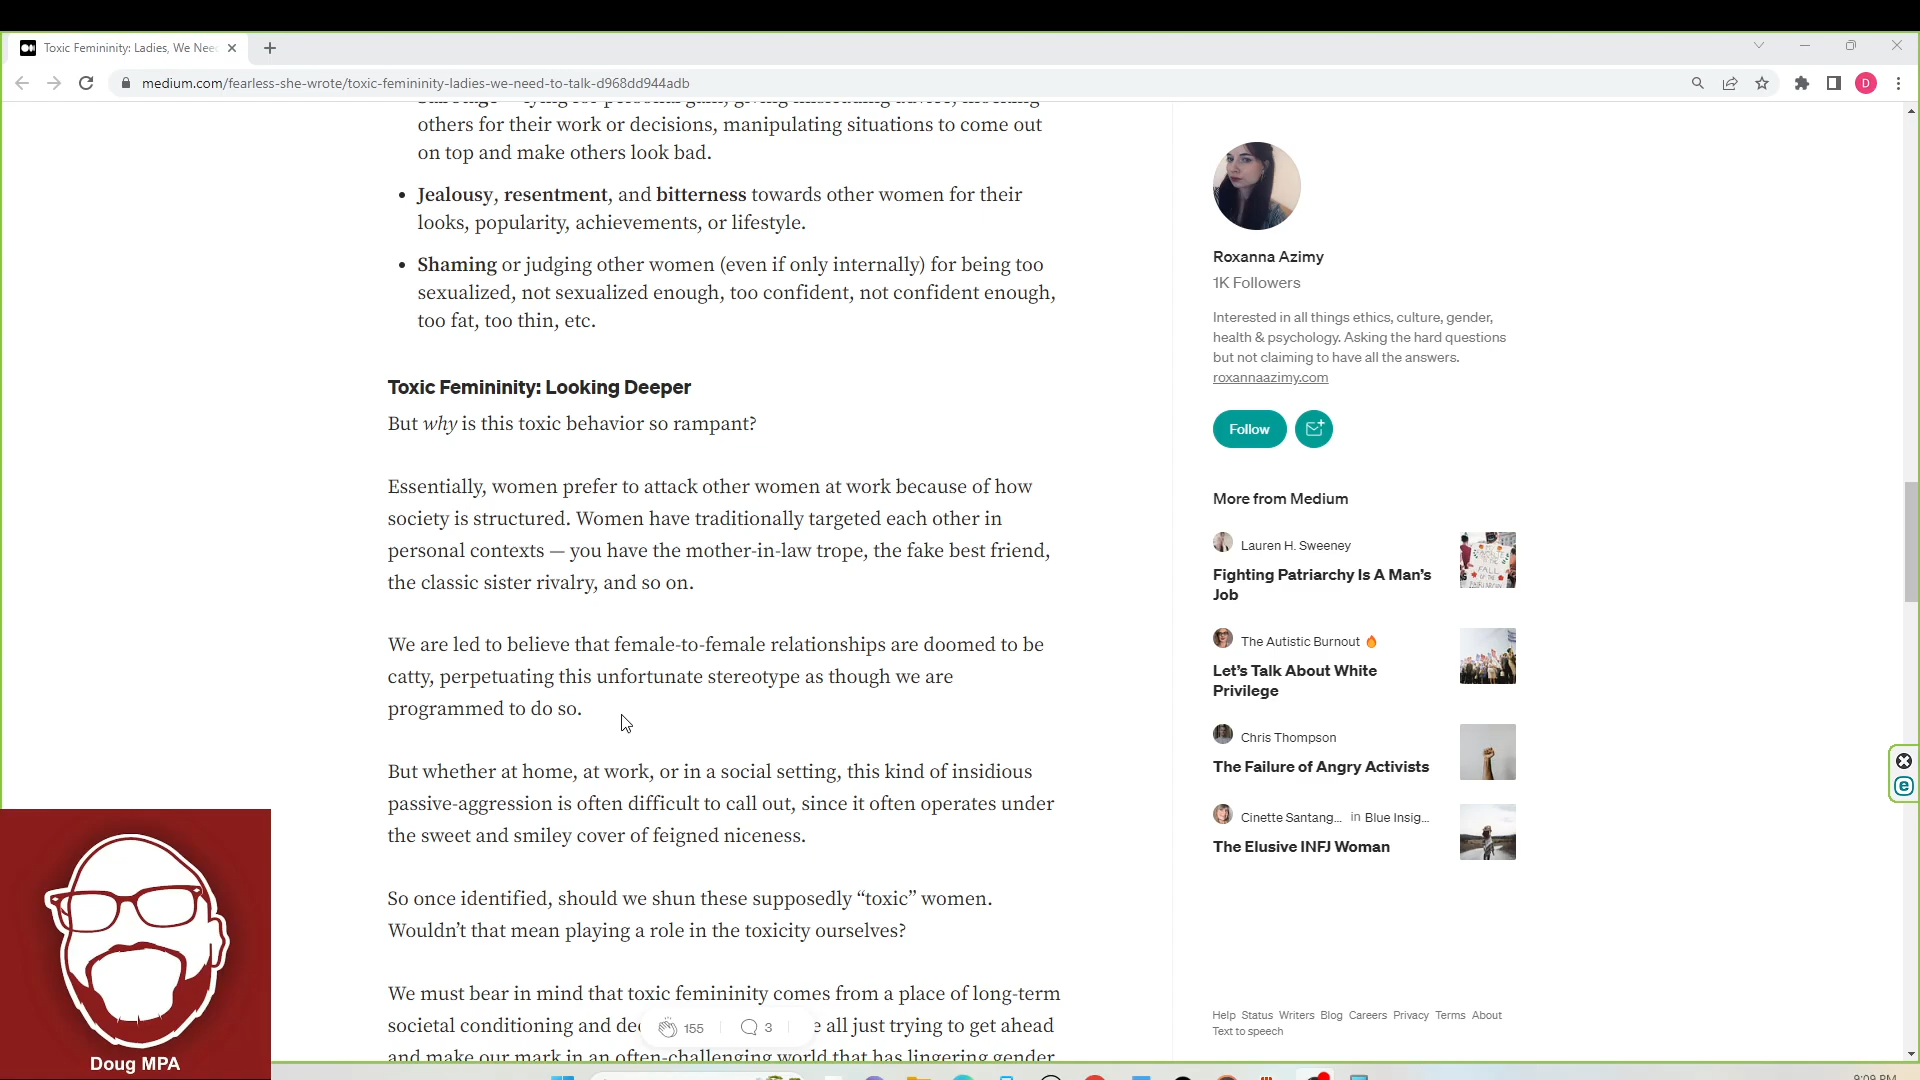 Toxic Femininity: Ladies, We Nee
medium.com/fearless-she-wrote/toxic-femininity-ladies-we-need-to-talk-d968dd944adb
D
others for their work or decisions, manipulating situations to come out
on top and make others look bad.
• Jealousy, resentment, and bitterness towards other women for their
looks, popularity, achievements, or lifestyle.
• Shaming or judging other women (even if only internally) for being too
sexualized, not sexualized enough, too confident, not confident enough,
too fat, too thin, etc.
Toxic Femininity: Looking Deeper
But why is this toxic behavior so rampant?
Essentially, women prefer to attack other women at work because of how
society is structured. Women have traditionally targeted each other in
personal contexts — you have the mother-in-law trope, the fake best friend,
the classic sister rivalry, and so on.
We are led to believe that female-to-female relationships are doomed to be
catty, perpetuating this unfortunate stereotype as though we are
programmed to do so.
But whether at home, at work, or in a social setting, this kind of insidious
passive-aggression is often difficult to call out, since it often operates under
the sweet and smiley cover of feigned niceness.
So once identified, should we shun these supposedly “toxic” women.
Wouldn’t that mean playing a role in the toxicity ourselves?
We must bear in mind that toxic femininity comes from a place of long-term
societal conditioning and all just trying to get ahead
and make our mark in an often-challenging world that has lingering gender
155 3
Roxanna Azimy
1K Followers
Interested in all things ethics, culture, gender,
health & psychology. Asking the hard questions
but not claiming to have all the answers.
roxannaazimy.com
Follow
More from Medium
Lauren H. Sweeney
Fighting Patriarchy Is A Man’s
Job
The Autistic Burnout
Let’s Talk About White
Privilege
Chris Thompson
The Failure of Angry Activists
Cinette Santang... in Blue Insig...
The Elusive INFJ Woman
Help Status Writers Blog Careers Privacy Terms About
Text to speech
Doug MPA
9:09 PM